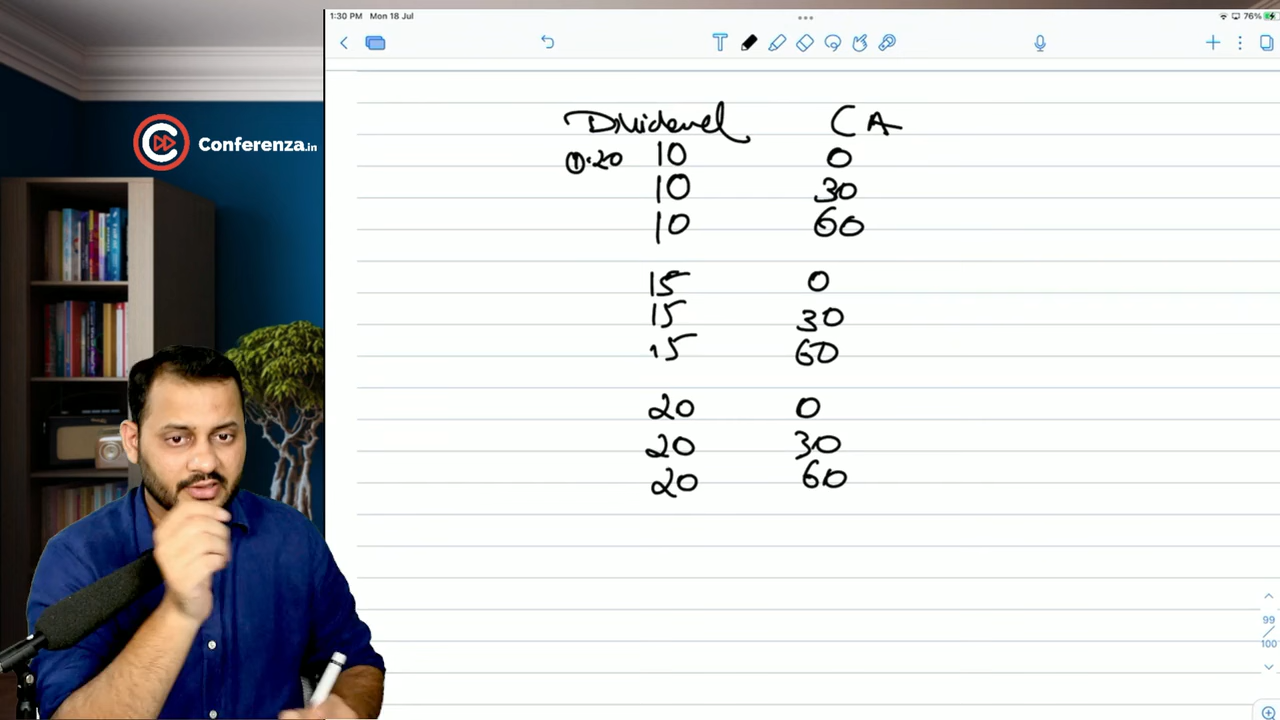 1:30 PM Mon 18 Jul
76%
Conferenza.in
Dividend CA
①·20 10 0
10 30
10 60
15 0
15 30
15 60
20 0
20 30
20 60
99
100